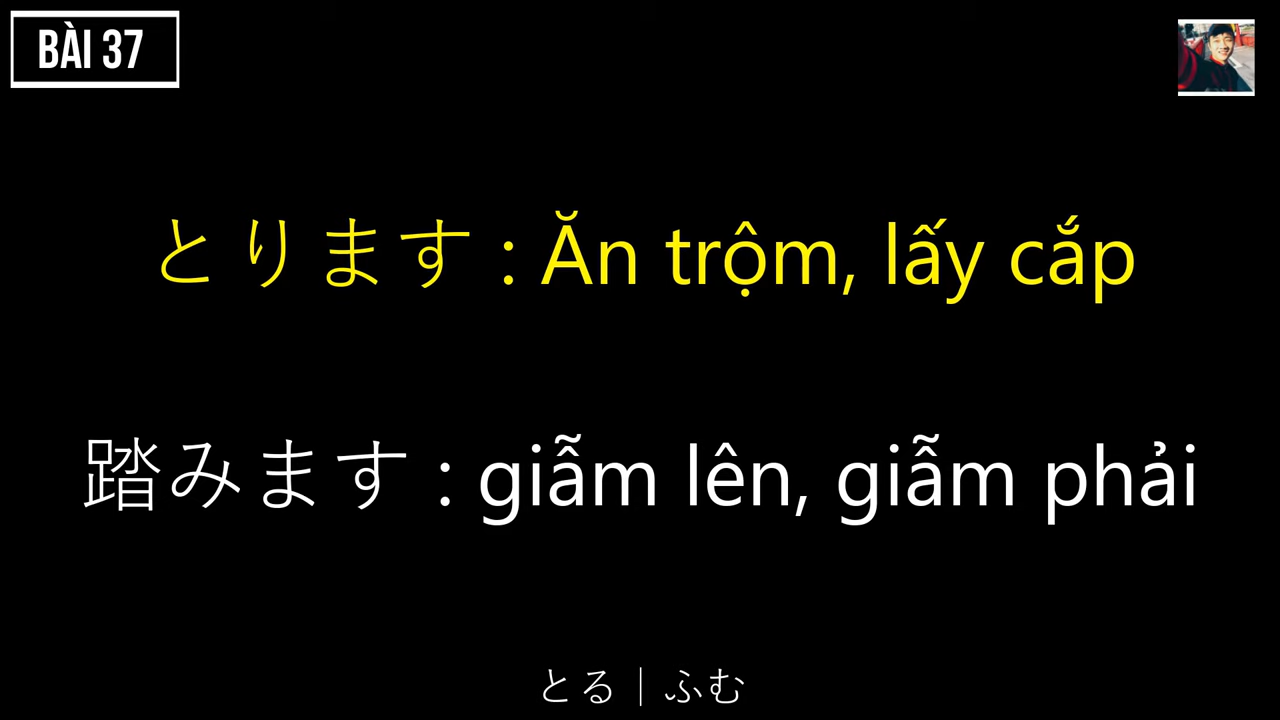 BÀI 37
とります : Ăn trộm, lấy cắp
踏みます : giẫm lên, giẫm phải
とる | ふむ